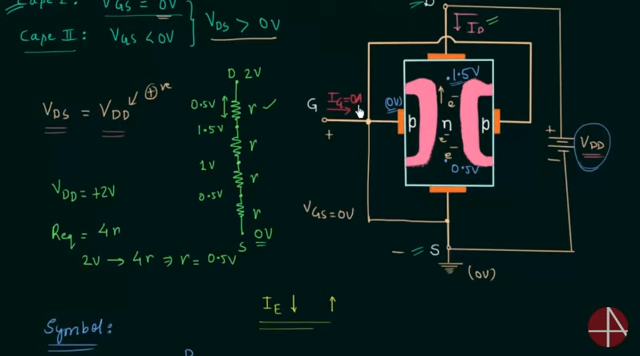 Case I: VGS = 0V
Case II: VGS < 0V
VDS > 0V
VDS = VDD
+ve
VDD = +2V
Req = 4r
2V → 4r ⇒ r = 0.5V
D 2V
0.5V r ✓
1.5V
r
1V
r
0.5V
r
0V
S
D
↓ ID
G
IG=0A
+
0V
1.5V
e-
p n p
e-
e-
0.5V
VGS=0V
- = S
(0V)
+
VDD
-
IE ↓ ↑
Symbol: